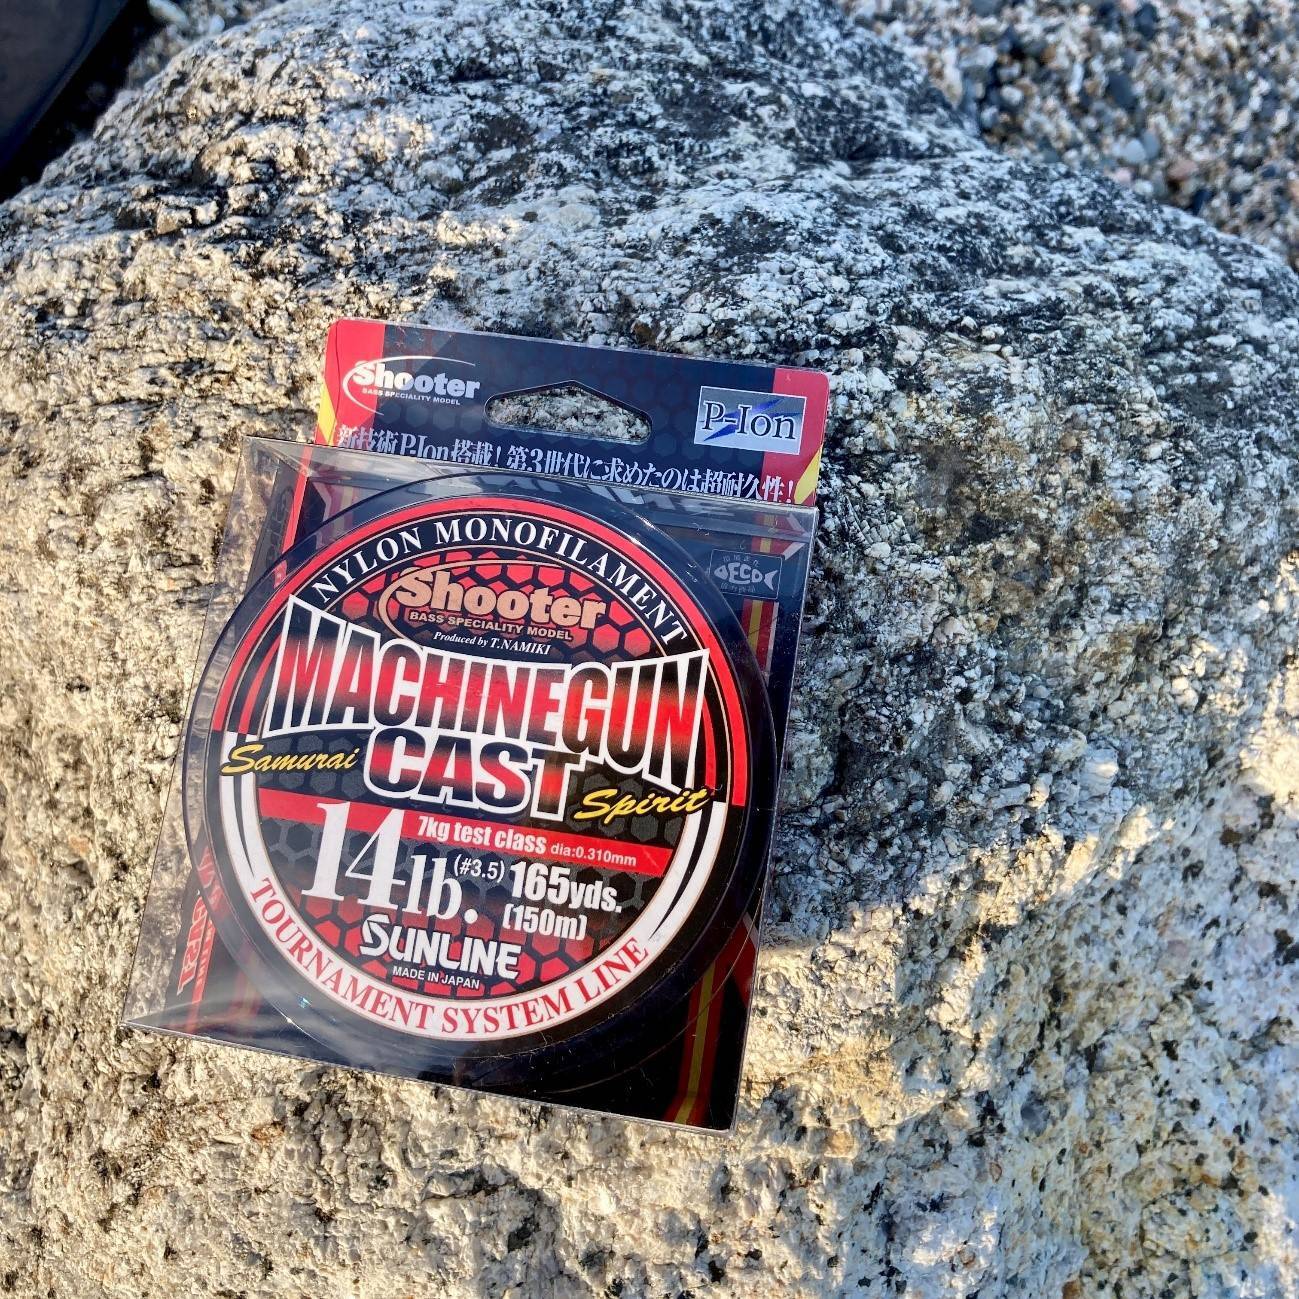 Shooter
BASS SPECIALITY MODEL
P-Ion
新技術P-Ion搭載！第3世代に求めたのは超耐久性！
NYLON MONOFILAMENT
DECO
Shooter
BASS SPECIALITY MODEL
Produced by T.NAMIKI
MACHINEGUN
CAST
Samurai
Spirit
7kg test class dia:0.310mm
14lb. (#3.5) 165yds.
(150m)
SUNLINE
MADE IN JAPAN
TOURNAMENT SYSTEM LINE